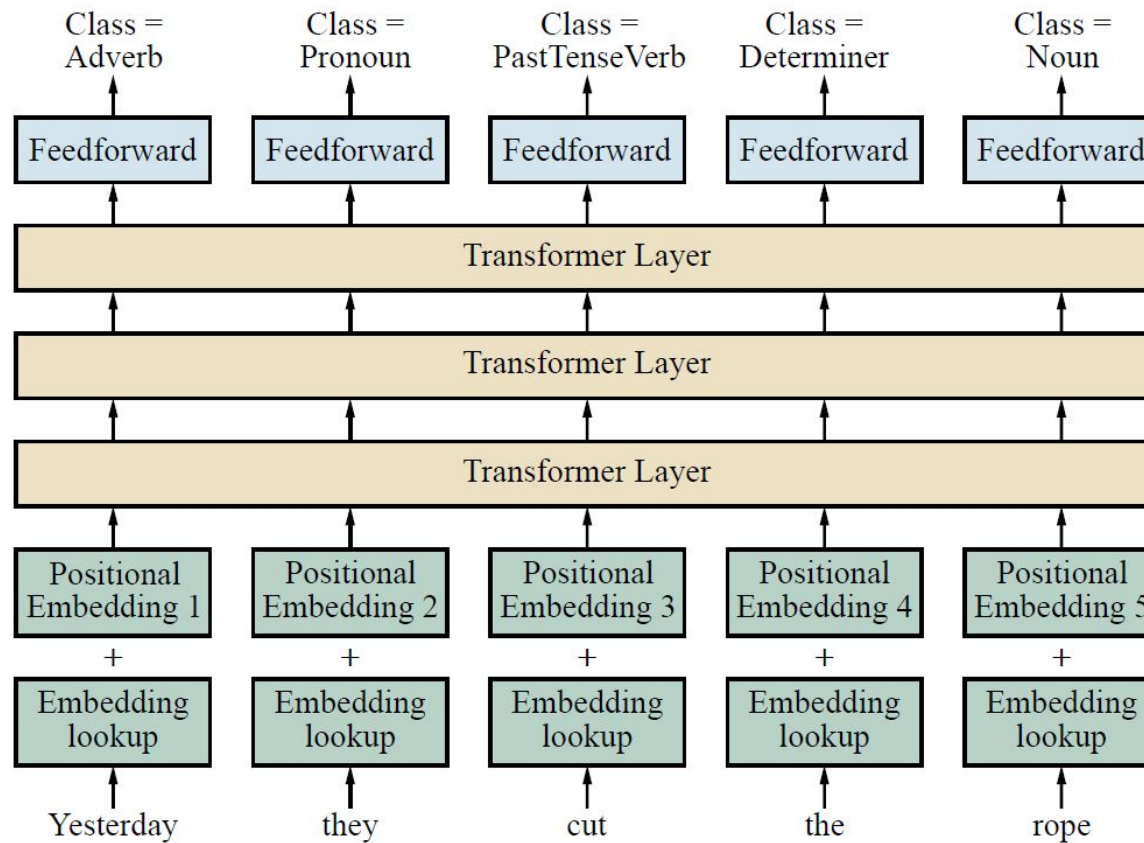 Class = Class = Class = Class = Class =
Adverb Pronoun PastTenseVerb Determiner Noun
Feedforward Feedforward Feedforward Feedforward Feedforward
Transformer Layer
Transformer Layer
Transformer Layer
Positional Positional Positional Positional Positional
Embedding 1 Embedding 2 Embedding 3 Embedding 4 Embedding 5
+ + + + +
Embedding Embedding Embedding Embedding Embedding
lookup lookup lookup lookup lookup
Yesterday they cut the rope